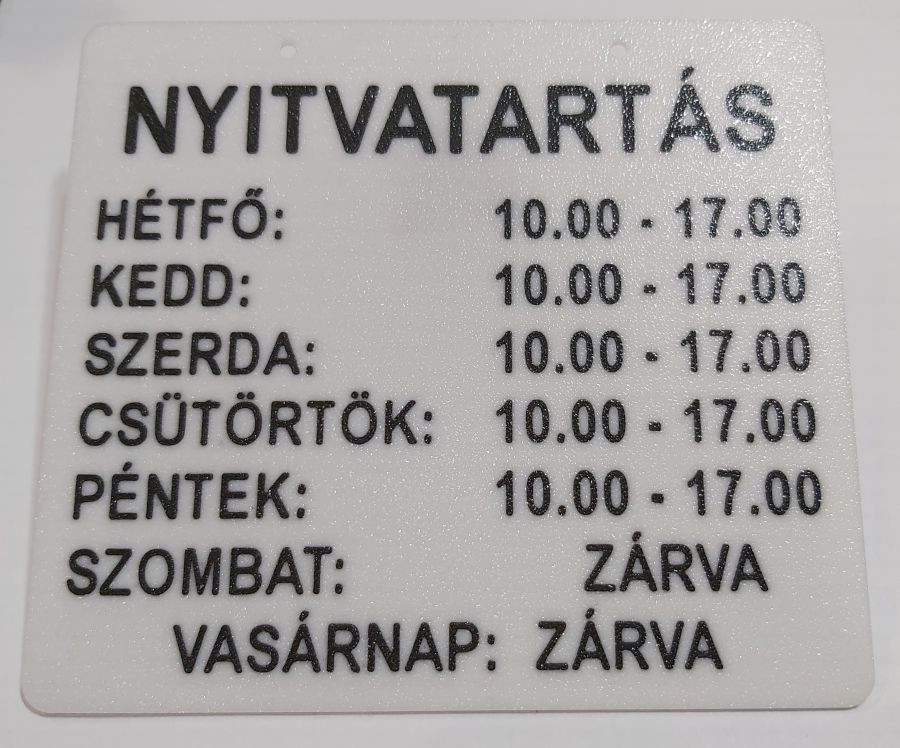 NYITVATARTÁS
HÉTFŐ: 10.00 - 17.00
KEDD: 10.00 - 17.00
SZERDA: 10.00 - 17.00
CSÜTÖRTÖK: 10.00 - 17.00
PÉNTEK: 10.00 - 17.00
SZOMBAT: ZÁRVA
VASÁRNAP: ZÁRVA